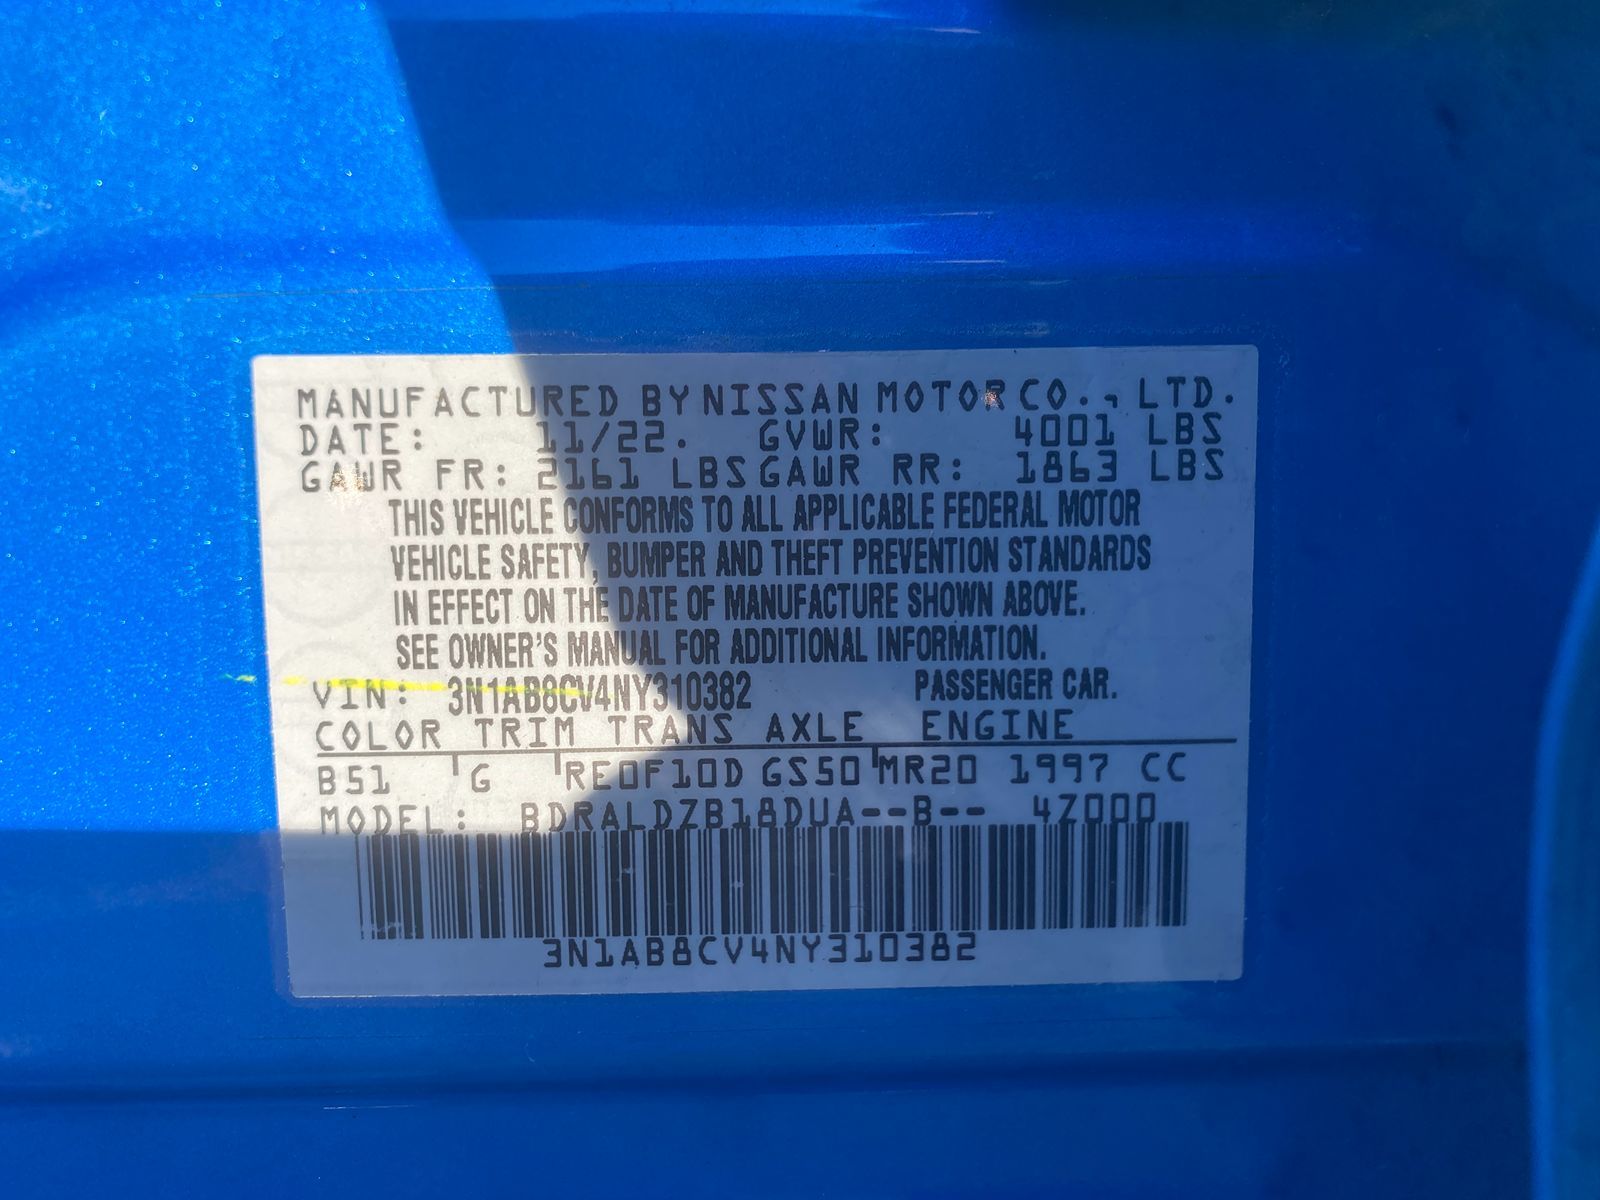 MANUFACTURED BY NISSAN MOTOR CO., LTD.
DATE: 11/22. GVWR: 4001 LBS
GAWR FR: 2161 LBS GAWR RR: 1863 LBS
THIS VEHICLE CONFORMS TO ALL APPLICABLE FEDERAL MOTOR
VEHICLE SAFETY, BUMPER AND THEFT PREVENTION STANDARDS
IN EFFECT ON THE DATE OF MANUFACTURE SHOWN ABOVE.
SEE OWNER'S MANUAL FOR ADDITIONAL INFORMATION.
VIN: 3N1AB8CV4NY310382 PASSENGER CAR.
COLOR TRIM TRANS AXLE ENGINE
B51 G RE0F10D GS50 MR20 1997 CC
MODEL: BDRALDZB18DUA--B-- 4Z000
3N1AB8CV4NY310382